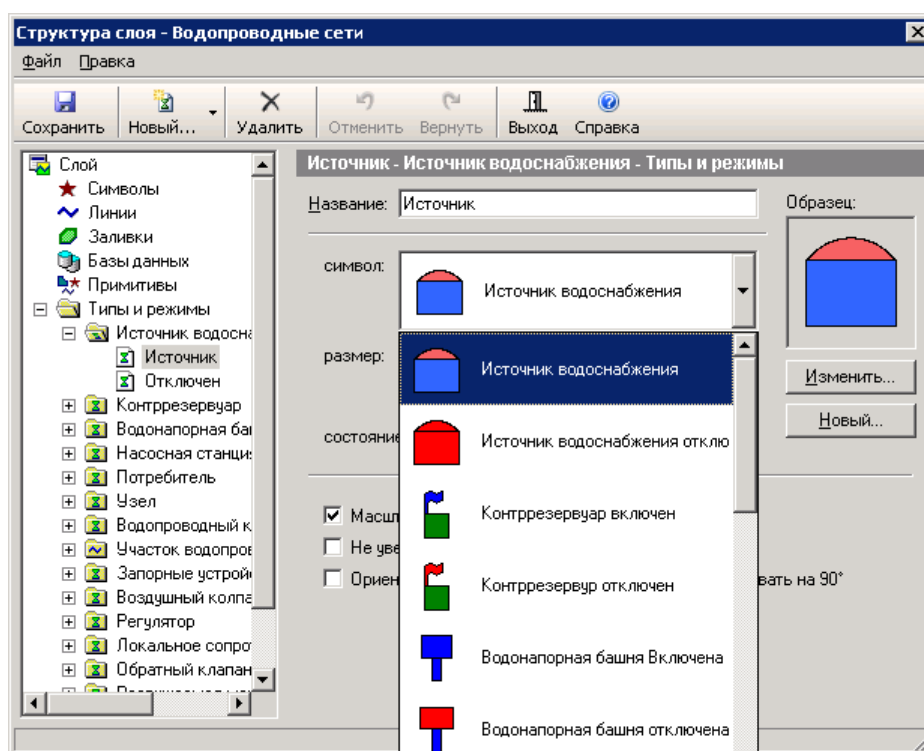 Структура слоя - Водопроводные сети
Файл Правка
Сохранить Новый... Удалить Отменить Вернуть Выход Справка
Слой
Символы
Линии
Заливки
Базы данных
Примитивы
Типы и режимы
Источник водосна
Источник
Отключен
Контррезервуар
Водонапорная баш
Насосная станция
Потребитель
Узел
Водопроводный к
Участок водопров
Запорные устрой
Воздушный колпа
Регулятор
Локальное сопро
Обратный клапан
Источник - Источник водоснабжения - Типы и режимы
Название: Источник
Образец:
символ: Источник водоснабжения
размер:
состояние
Источник водоснабжения
Источник водоснабжения отклю
Контррезервуар включен
Контррезервур отключен
Водонапорная башня Включена
Водонапорная башня отключена
Изменить...
Новый...
Масшт
Не уве
Ориен
вать на 90°